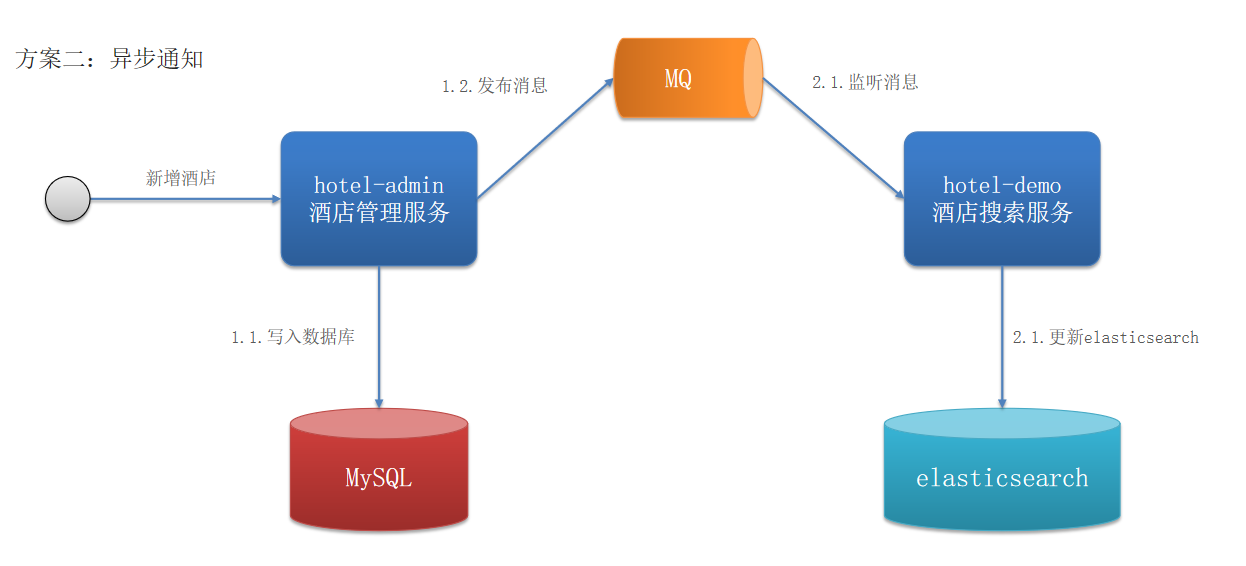 方案二：异步通知
MQ
1.2.发布消息
2.1.监听消息
新增酒店
hotel-admin
酒店管理服务
hotel-demo
酒店搜索服务
1.1.写入数据库
2.1.更新elasticsearch
MySQL
elasticsearch